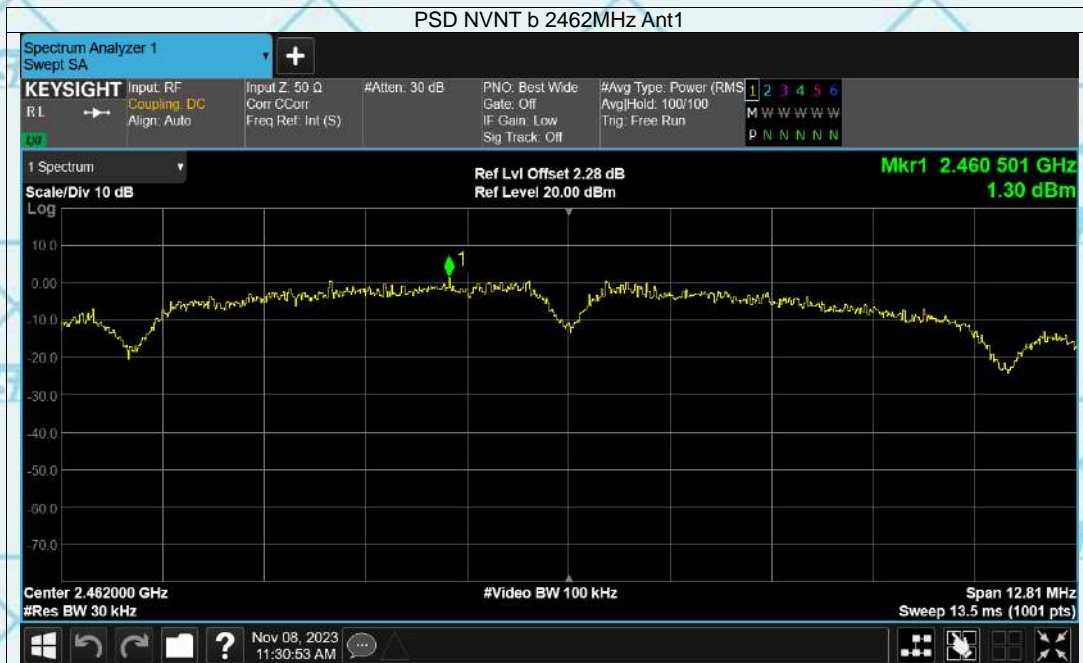 PSD NVNT b 2462MHz Ant1
Spectrum Analyzer 1
Swept SA
KEYSIGHT
RL
LXI
Input: RF
Coupling: DC
Align: Auto
Input Z: 50 Ω
Corr CCorr
Freq Ref: Int (S)
#Atten: 30 dB
PNO: Best Wide
Gate: Off
IF Gain: Low
Sig Track: Off
#Avg Type: Power (RMS
Avg|Hold: 100/100
Trig: Free Run
1 2 3 4 5 6
M W W W W W
P N N N N N
1 Spectrum
Scale/Div 10 dB
Log
Ref Lvl Offset 2.28 dB
Ref Level 20.00 dBm
Mkr1 2.460 501 GHz
1.30 dBm
1
10.0
0.00
-10.0
-20.0
-30.0
-40.0
-50.0
-60.0
-70.0
Center 2.462000 GHz
#Res BW 30 kHz
#Video BW 100 kHz
Span 12.81 MHz
Sweep 13.5 ms (1001 pts)
?
Nov 08, 2023
11:30:53 AM